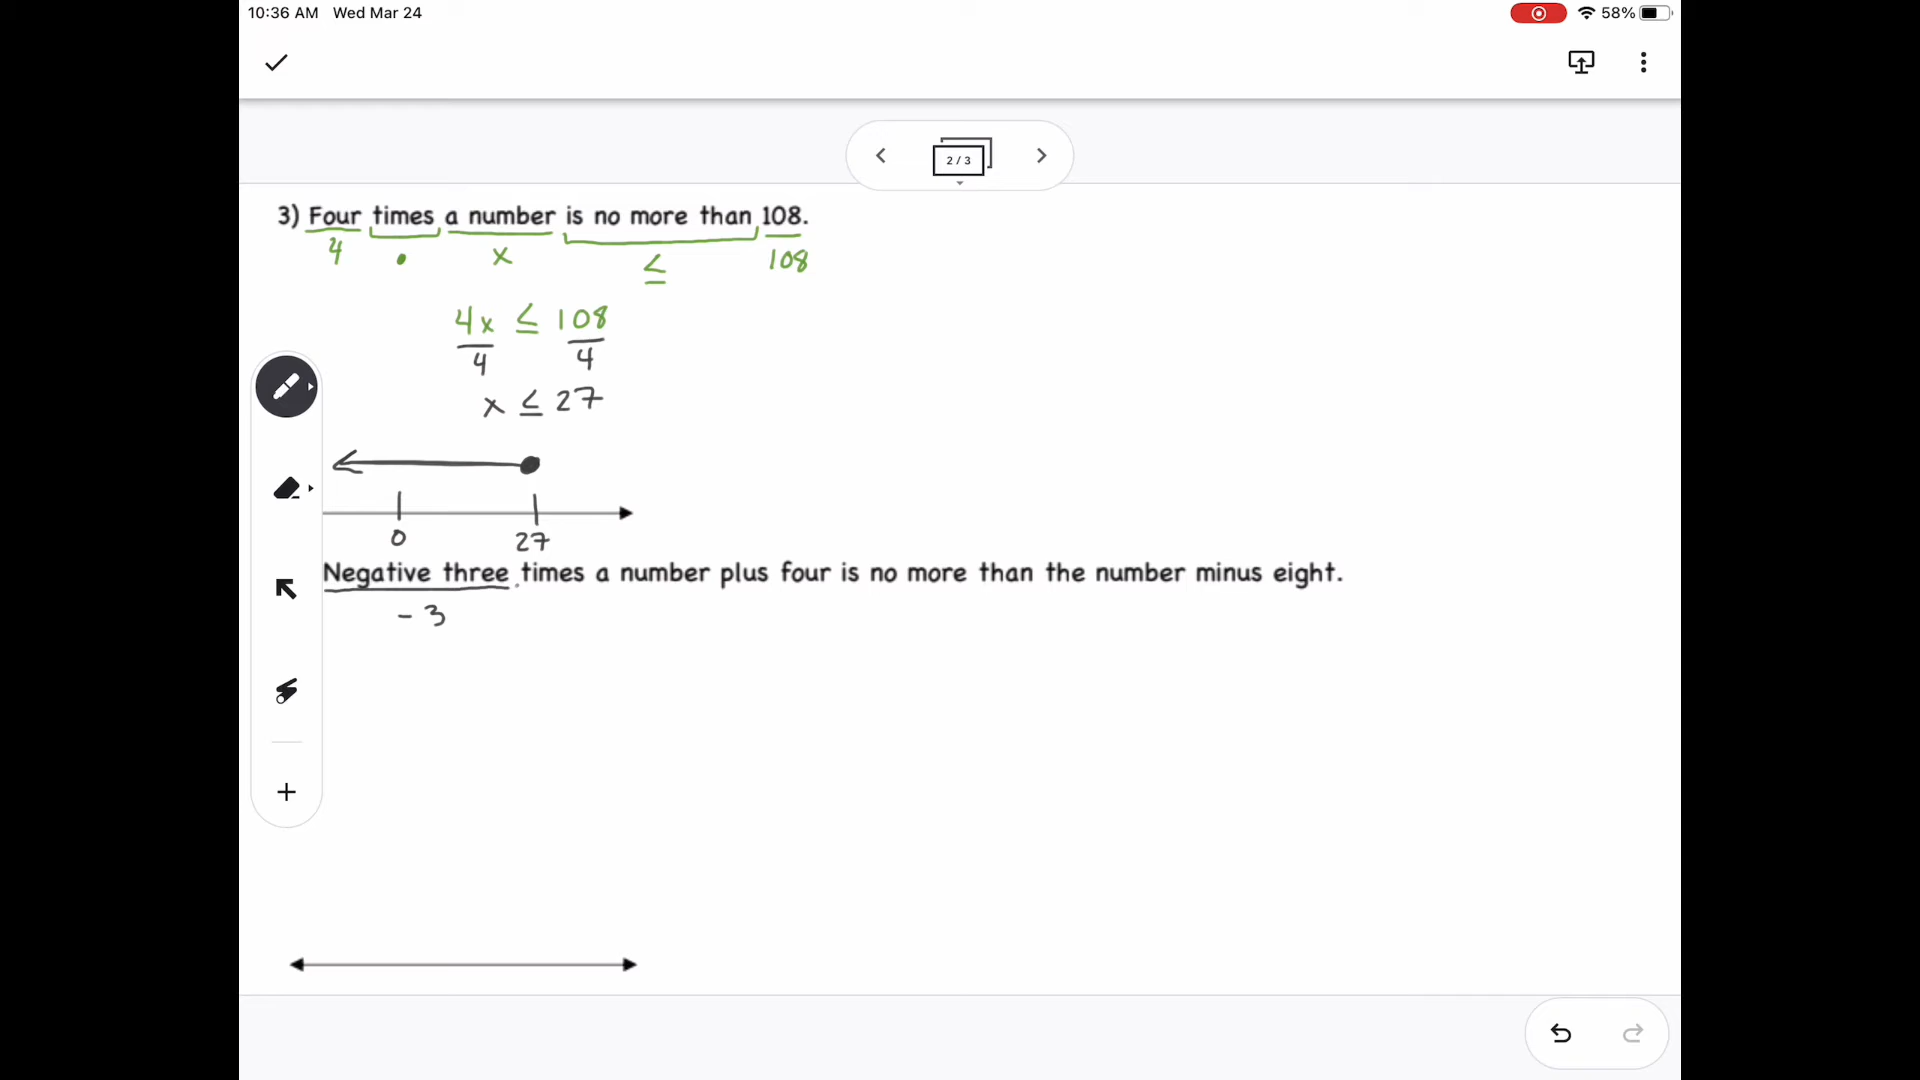 10:36 AM Wed Mar 24 58%
2 / 3
3) Four times a number is no more than 108.
4 • x ≤ 108
4x ≤ 108
4 4
x ≤ 27
0 27
Negative three times a number plus four is no more than the number minus eight.
- 3